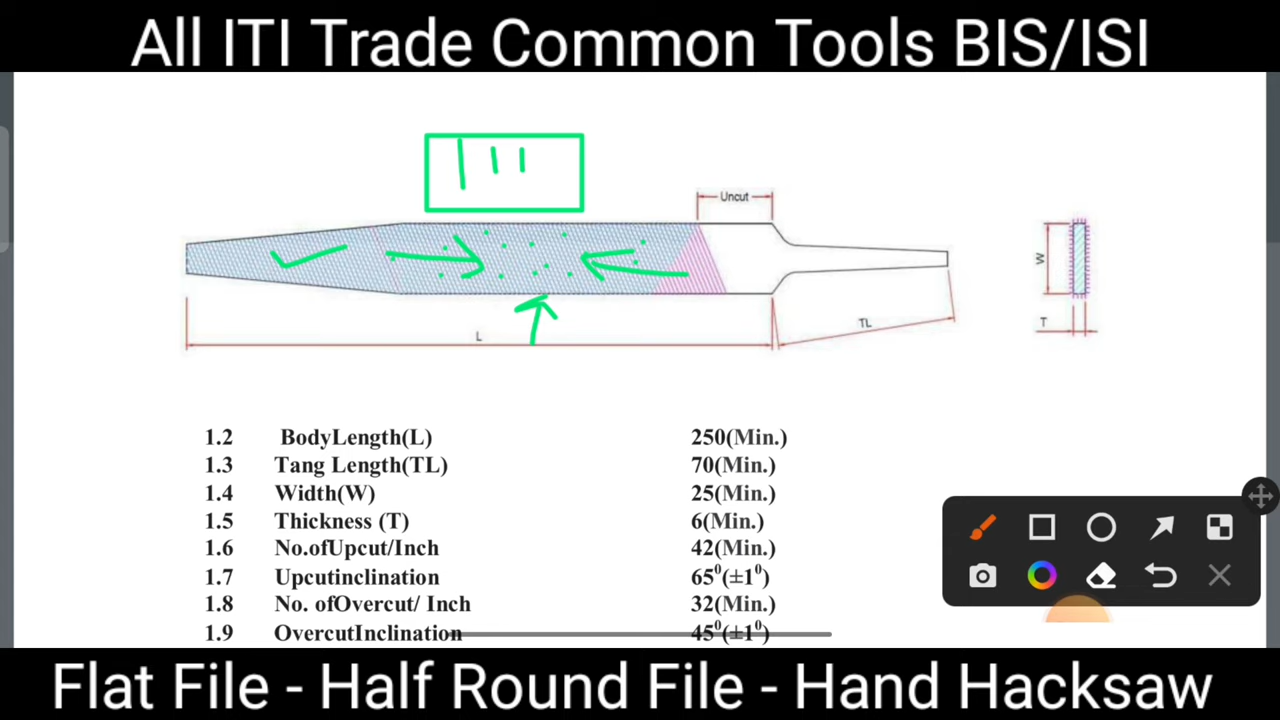 All ITI Trade Common Tools BIS/ISI
Uncut
W
T
TL
L
1.2 BodyLength(L) 250(Min.)
1.3 Tang Length(TL) 70(Min.)
1.4 Width(W) 25(Min.)
1.5 Thickness (T) 6(Min.)
1.6 No.ofUpcut/Inch 42(Min.)
1.7 Upcutinclination 65⁰(±1⁰)
1.8 No. ofOvercut/ Inch 32(Min.)
1.9 OvercutInclination 45⁰(±1⁰)
Flat File - Half Round File - Hand Hacksaw